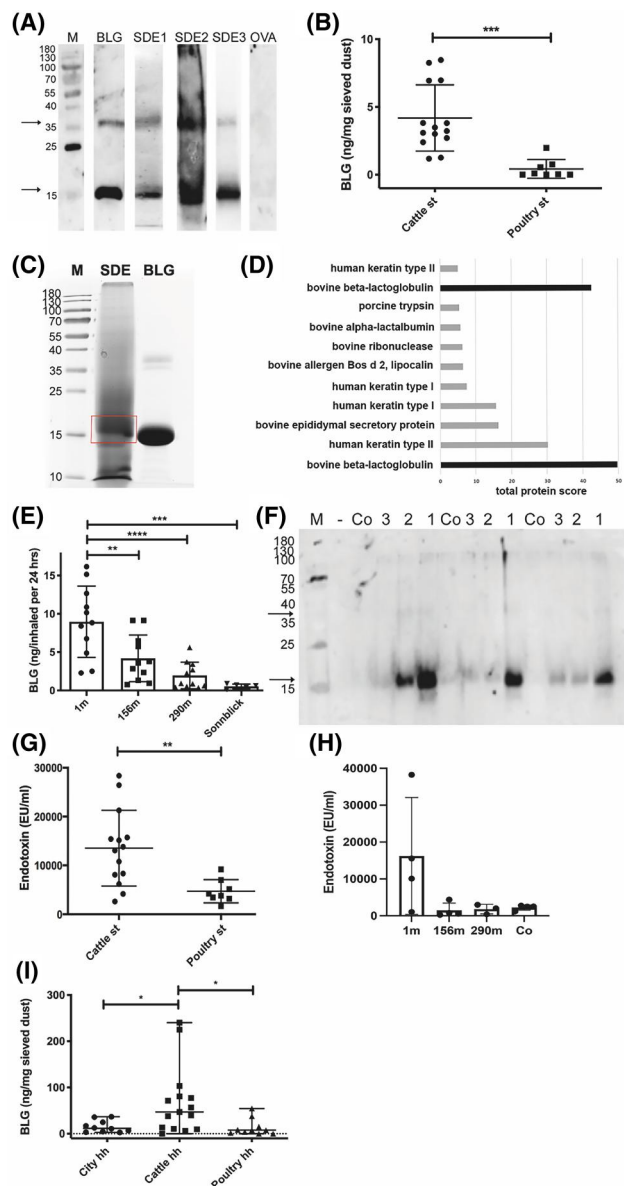 (A)
M BLG SDE1 SDE2 SDE3 OVA
180
130
100
70
55
40
35
25
15
(B)
***
BLG (ng/mg sieved dust)
10
5
0
Cattle st
Poultry st
(C)
M SDE BLG
180
130
100
70
55
40
35
25
15
10
(D)
human keratin type II
bovine beta-lactoglobulin
porcine trypsin
bovine alpha-lactalbumin
bovine ribonuclease
bovine allergen Bos d 2, lipocalin
human keratin type I
human keratin type I
bovine epididymal secretory protein
human keratin type II
bovine beta-lactoglobulin
0 10 20 30 40 50
total protein score
(E)
***
****
**
BLG (ng/inhaled per 24 hrs)
15
10
5
0
1m
156m
290m
Sonnblick
(F)
M - Co 3 2 1 Co 3 2 1 Co 3 2 1
180
130
100
70
55
40
35
25
15
(G)
**
Endotoxin (EU/ml)
30000
20000
10000
0
Cattle st
Poultry st
(H)
Endotoxin (EU/ml)
40000
30000
20000
10000
0
1m 156m 290m Co
(I)
* *
BLG (ng/mg sieved dust)
300
200
100
0
City hh
Cattle hh
Poultry hh